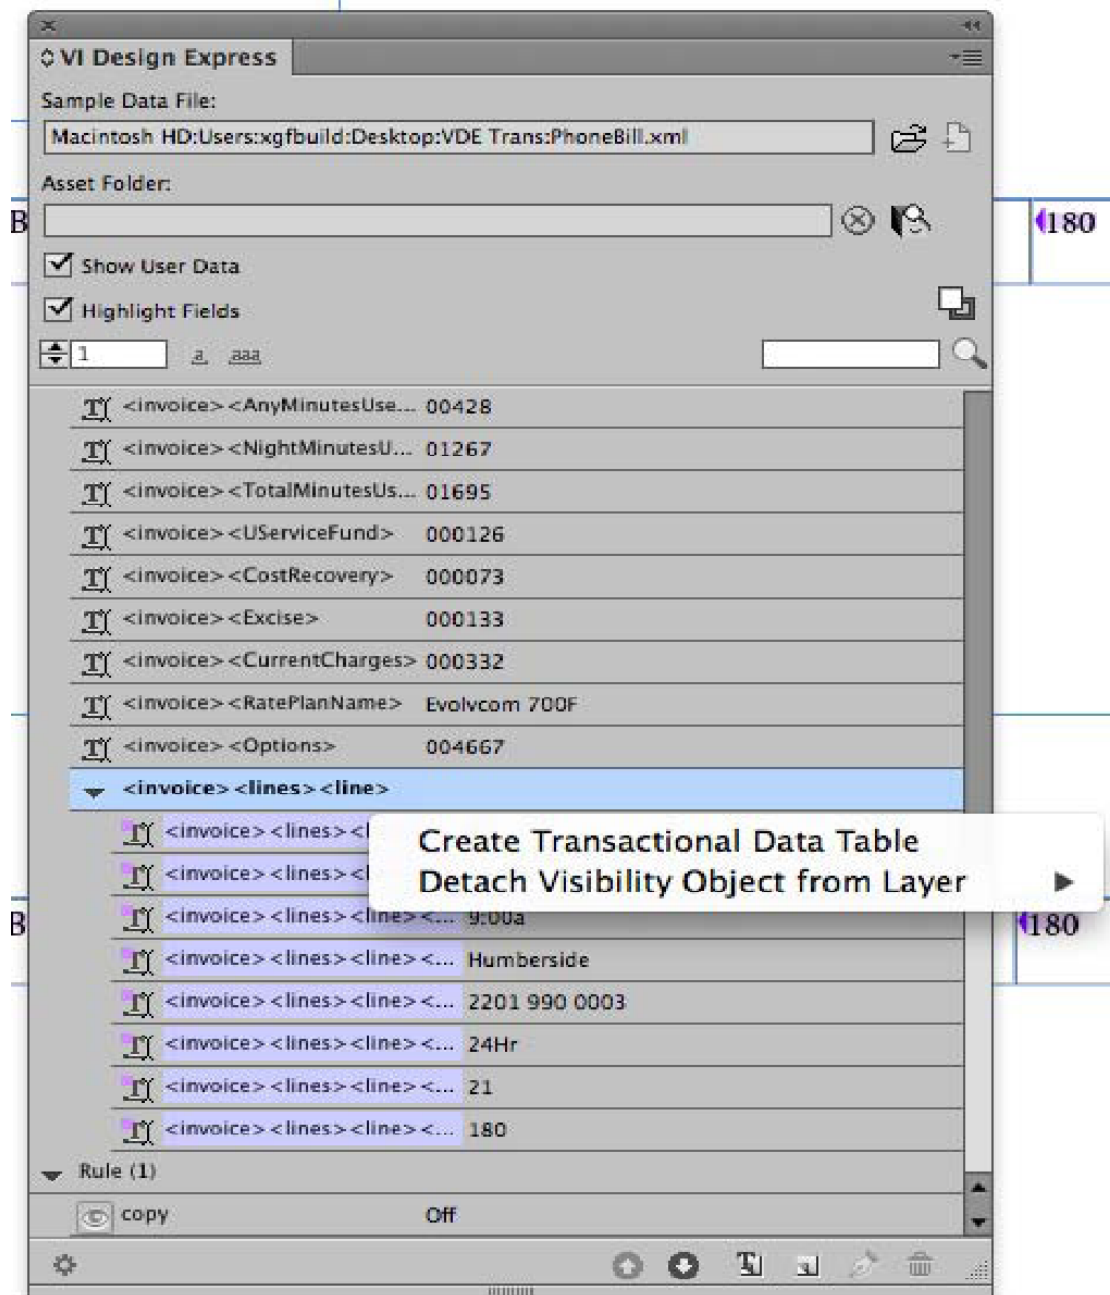 VI Design Express
Sample Data File:
Macintosh HD:Users:xgfbuild:Desktop:VDE Trans:PhoneBill.xml
Asset Folder:
B
180
Show User Data
Highlight Fields
1 a aaa
<invoice><AnyMinutesUse... 00428
<invoice><NightMinutesU... 01267
<invoice><TotalMinutesUs... 01695
<invoice><UServiceFund> 000126
<invoice><CostRecovery> 000073
<invoice><Excise> 000133
<invoice><CurrentCharges> 000332
<invoice><RatePlanName> Evolvcom 700F
<invoice><Options> 004667
<invoice><lines><line>
<invoice><lines><l
Create Transactional Data Table
<invoice><lines><l
Detach Visibility Object from Layer
<invoice><lines><line><... 9:00a
B
180
<invoice><lines><line><... Humberside
<invoice><lines><line><... 2201 990 0003
<invoice><lines><line><... 24Hr
<invoice><lines><line><... 21
<invoice><lines><line><... 180
Rule (1)
copy Off